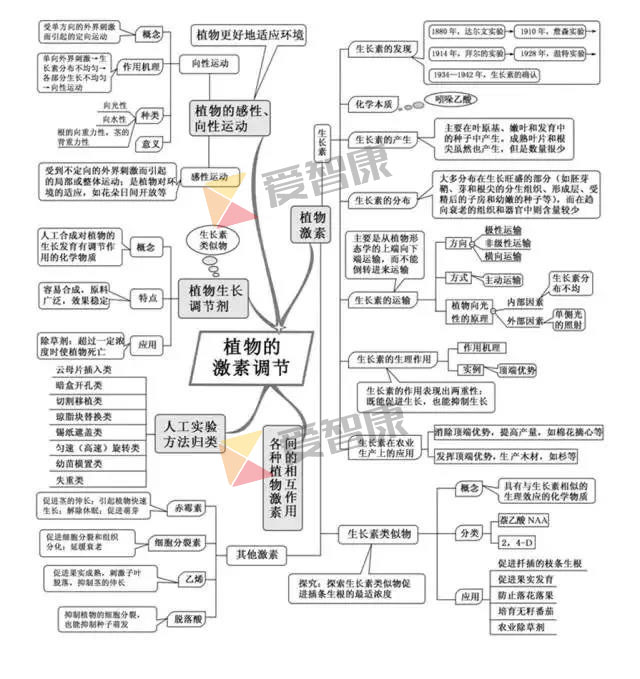 受单方向的外界刺激
而引起的定向运动
概念
单向外界刺激→生
长素分布不均匀→
各部分生长不均匀
→向性运动
作用机理
向性运动
向光性
向水性
根的向重力性,茎的
背重力性
种类
意义
植物更好地适应环境
植物的感性、
向性运动
受到不定向的外界刺激而引起
的局部或整体运动;是植物对环
境的适应,如花朵日间开放等
感性运动
生长素
类似物
人工合成对植物的
生长发育有调节作
用的化学物质
概念
容易合成,原料
广泛,效果稳定
特点
除草剂:超过一定浓
度时使植物死亡
应用
植物生长
调节剂
植物的
激素调节
云母片插入类
暗盒开孔类
切割移植类
琼脂块替换类
锡纸遮盖类
匀速(高速)旋转类
幼苗横置类
失重类
人工实验
方法归类
各种植物激素
间的相互作用
促进茎的伸长;引起植物快速
生长;解除休眠;促进萌芽
赤霉素
促进细胞分裂和组织
分化;延缓衰老
细胞分裂素
促进果实成熟,刺激子叶
脱落,抑制茎的伸长
乙烯
抑制植物的细胞分裂,
也能抑制种子萌发
脱落酸
其他激素
植物
激素
生长素
生长素的发现
1880年,达尔文实验
1910年,詹森实验
1914年,拜尔的实验
1928年,温特实验
1934~1942年,生长素的确认
化学本质
吲哚乙酸
生长素的产生
主要在叶原基、嫩叶和发育中
的种子中产生,成熟叶片和根
尖虽然也产生,但是数量很少
生长素的分布
大多分布在生长旺盛的部分(如胚芽
鞘、芽和根尖的分生组织、形成层、受
精后的子房和幼嫩的种子等),而在趋
向衰老的组织和器官中则含量较少
主要是从植物形
态学的上端向下
端运输,而不能
倒转进来运输
生长素的运输
方向
极性运输
非极性运输
横向运输
方式
主动运输
植物向光
性的原理
内部因素
生长素分
布不均
外部因素
单侧光
的照射
生长素的生理作用
作用机理
实例
顶端优势
生长素的作用表现出两重性:
既能促进生长,也能抑制生长
生长素在农业
生产上的应用
消除顶端优势,提高产量,如棉花摘心等
发挥顶端优势,生产木材,如杉等
生长素类似物
概念
具有与生长素相似的
生理效应的化学物质
分类
萘乙酸 NAA
2,4-D
应用
促进扦插的枝条生根
促进果实发育
防止落花落果
培育无籽番茄
农业除草剂
探究:探索生长素类似物促
进插条生根的最适浓度
爱智康
爱智康